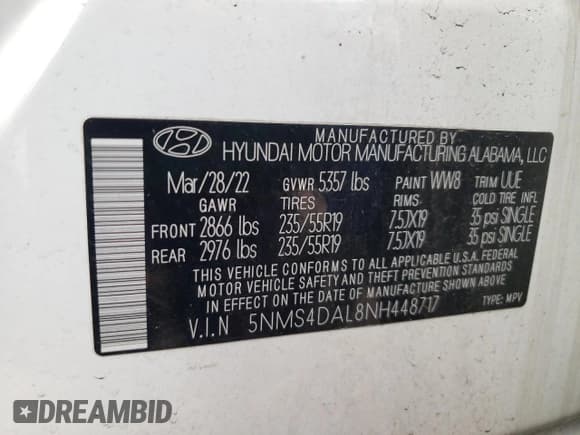 MANUFACTURED BY
HYUNDAI MOTOR MANUFACTURING ALABAMA, LLC
Mar/28/22 GVWR 5357 lbs PAINT WW8 TRIM UUE
GAWR TIRES RIMS COLD TIRE INFL
FRONT 2866 lbs 235/55R19 7.5JX19 35 psi SINGLE
REAR 2976 lbs 235/55R19 7.5JX19 35 psi SINGLE
THIS VEHICLE CONFORMS TO ALL APPLICABLE U.S.A. FEDERAL
MOTOR VEHICLE SAFETY AND THEFT PREVENTION STANDARDS
IN EFFECT ON THE DATE OF MANUFACTURE SHOWN ABOVE
V.I.N 5NMS4DAL8NH448717 TYPE: MPV
DREAMBID